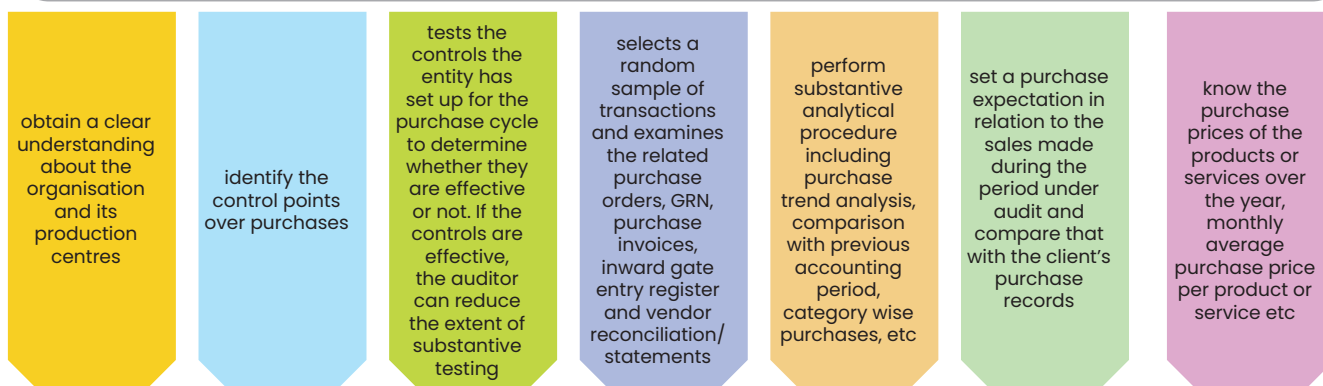 obtain a clear
understanding
about the
organisation
and its
production
centres
identify the
control points
over purchases
tests the
controls the
entity has
set up for the
purchase cycle
to determine
whether they
are effective
or not. If the
controls are
effective,
the auditor
can reduce
the extent of
substantive
testing
selects a
random
sample of
transactions
and examines
the related
purchase
orders, GRN,
purchase
invoices,
inward gate
entry register
and vendor
reconciliation/
statements
perform
substantive
analytical
procedure
including
purchase
trend analysis,
comparison
with previous
accounting
period,
category wise
purchases, etc
set a purchase
expectation in
relation to the
sales made
during the
period under
audit and
compare that
with the client’s
purchase
records
know the
purchase
prices of the
products or
services over
the year,
monthly
average
purchase price
per product or
service etc